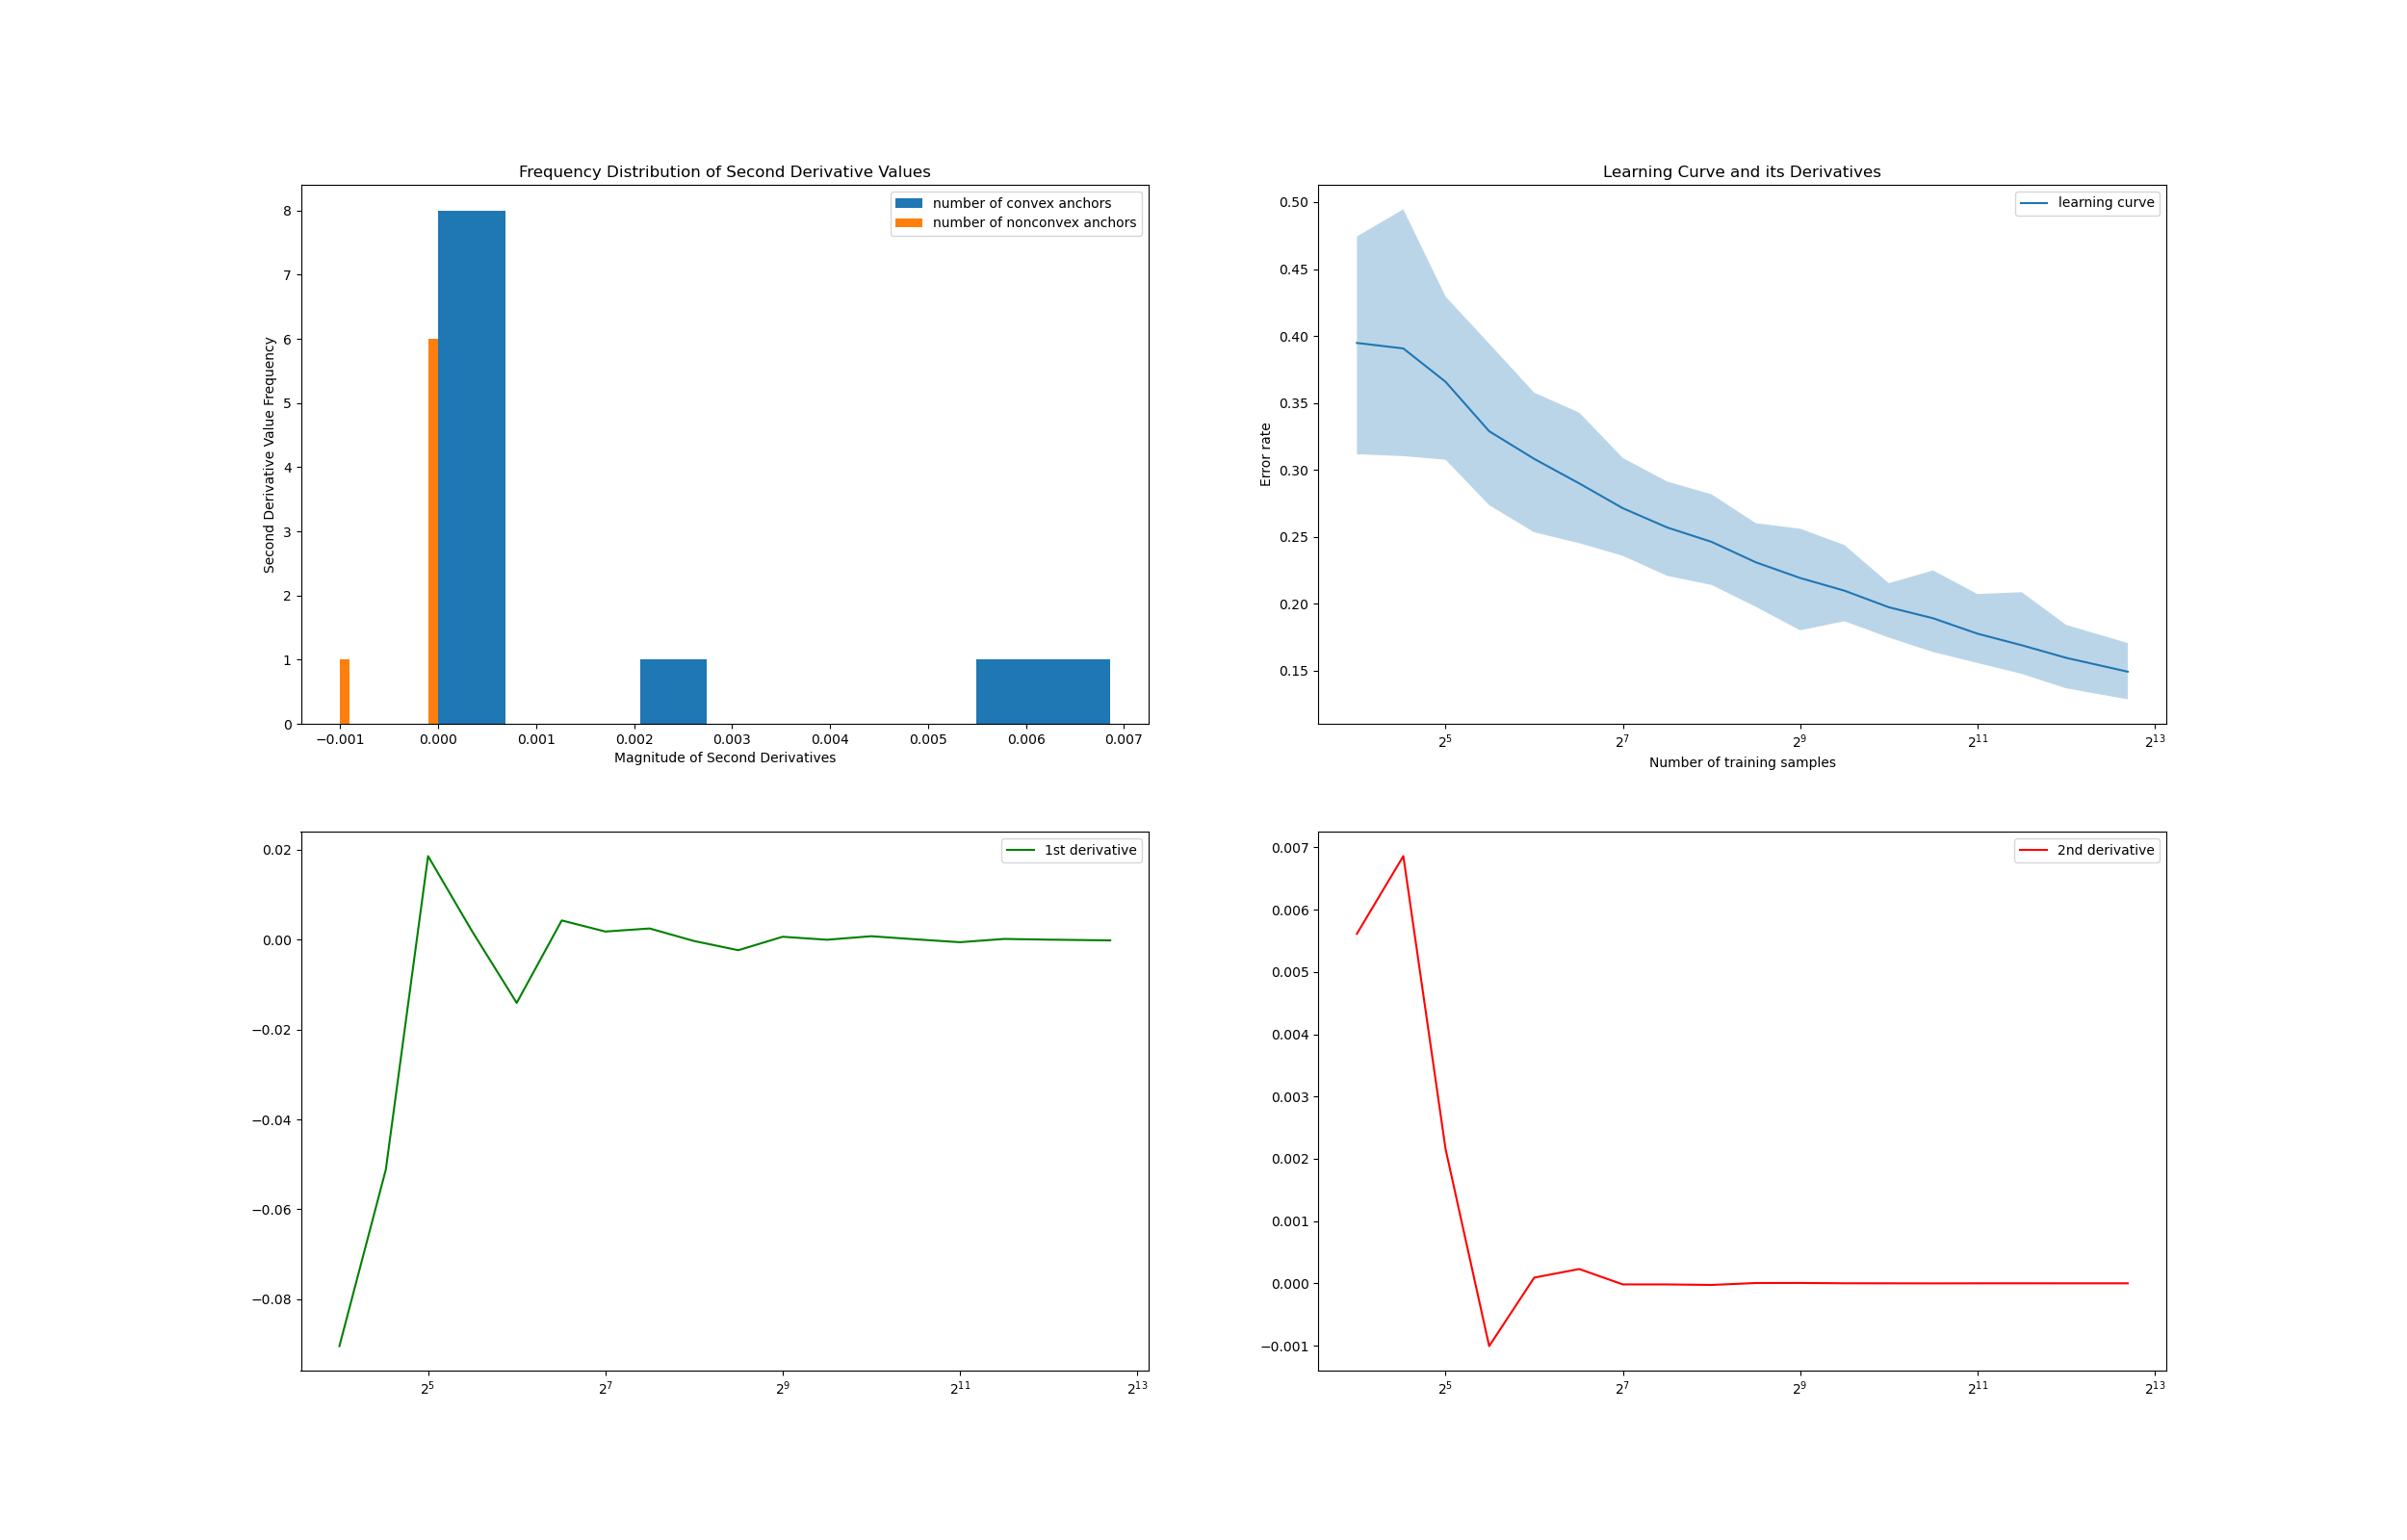 Frequency Distribution of Second Derivative Values
number of convex anchors
number of nonconvex anchors
8
7
6
5
4
3
2
1
0
Second Derivative Value Frequency
−0.001 0.000 0.001 0.002 0.003 0.004 0.005 0.006 0.007
Magnitude of Second Derivatives
Learning Curve and its Derivatives
learning curve
0.50
0.45
0.40
0.35
0.30
0.25
0.20
0.15
Error rate
2^5 2^7 2^9 2^11 2^13
Number of training samples
1st derivative
0.02
0.00
−0.02
−0.04
−0.06
−0.08
2^5 2^7 2^9 2^11 2^13
2nd derivative
0.007
0.006
0.005
0.004
0.003
0.002
0.001
0.000
−0.001
2^5 2^7 2^9 2^11 2^13